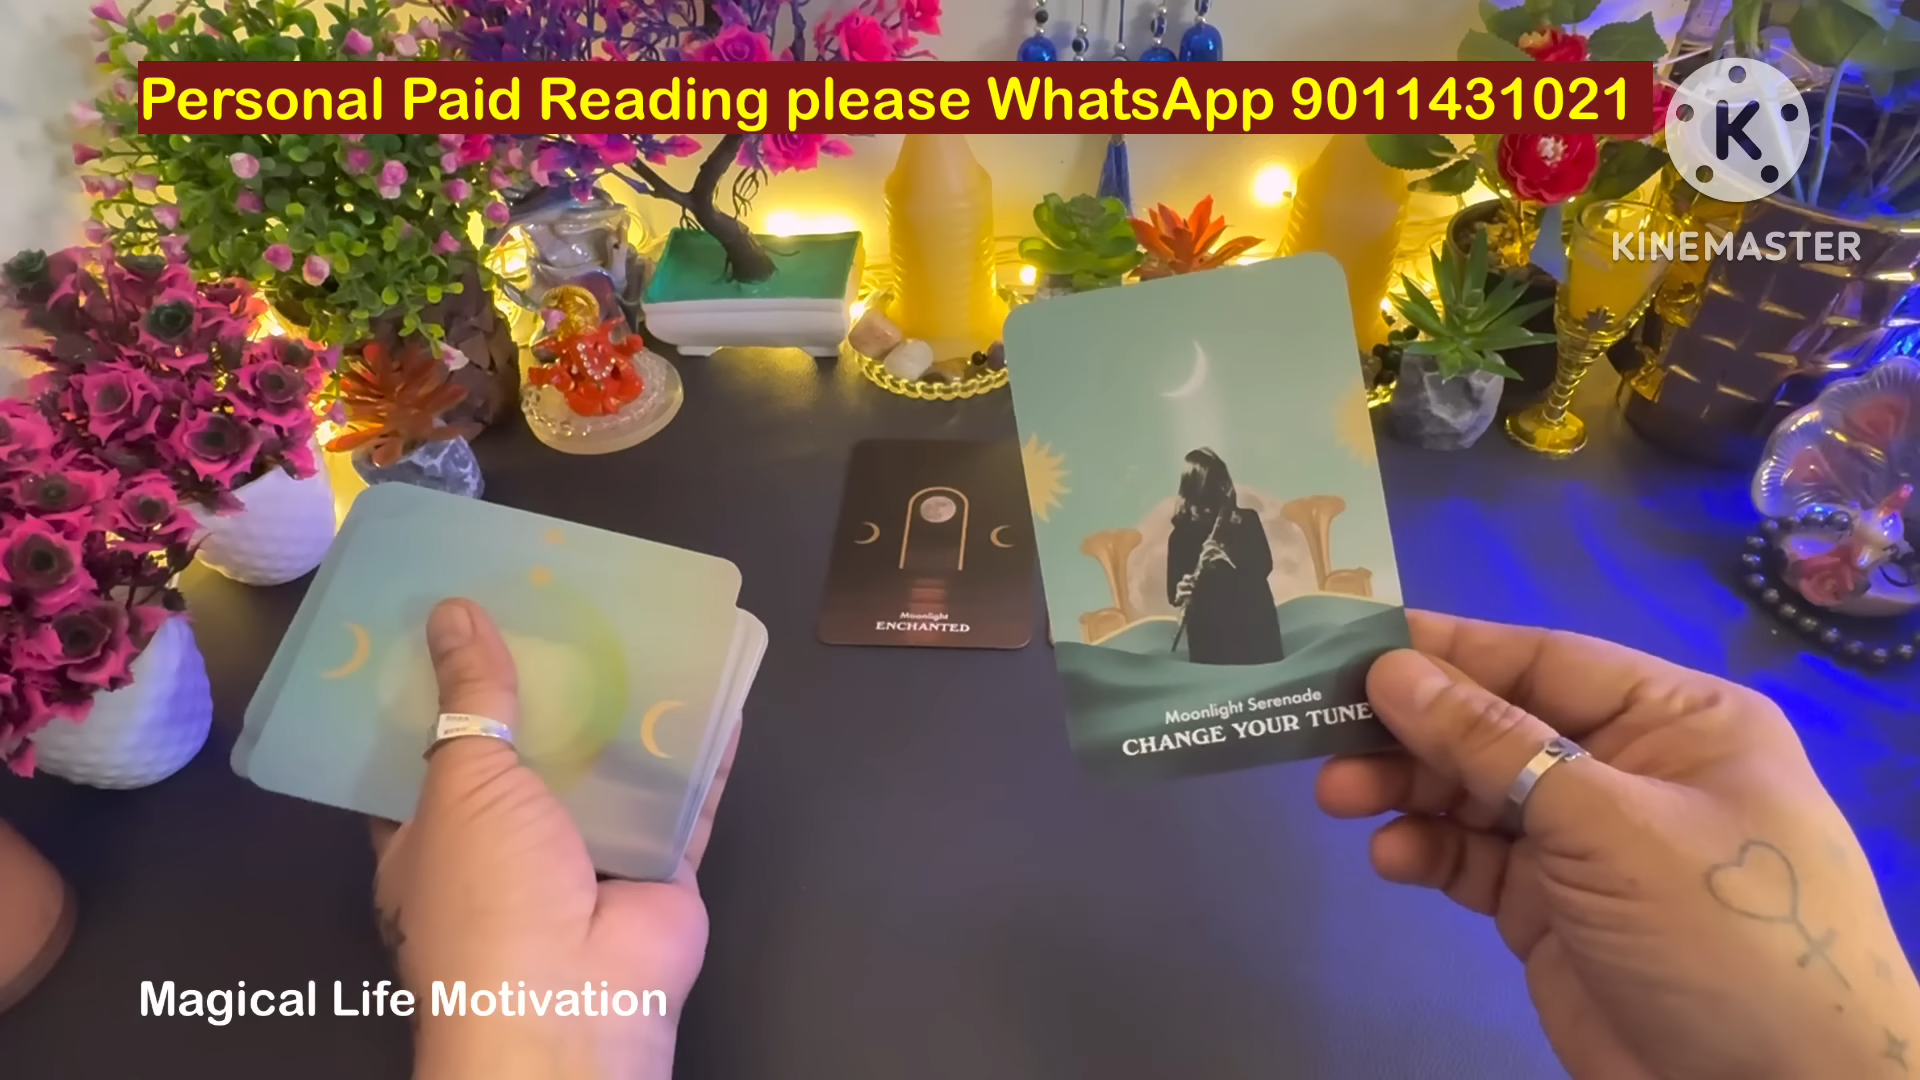 Personal Paid Reading please WhatsApp 9011431021
K
KINEMASTER
Moonlight
ENCHANTED
Moonlight Serenade
CHANGE YOUR TUNE
Magical Life Motivation